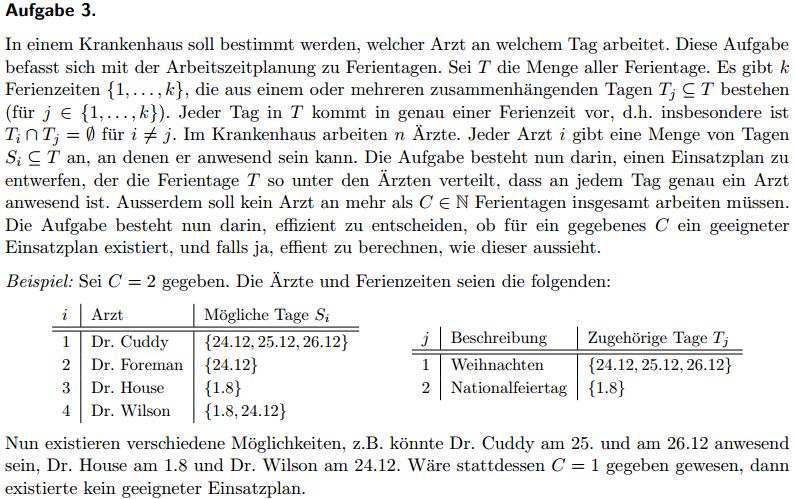 Aufgabe 3.
In einem Krankenhaus soll bestimmt werden, welcher Arzt an welchem Tag arbeitet. Diese Aufgabe
befasst sich mit der Arbeitszeitplanung zu Ferientagen. Sei T die Menge aller Ferientage. Es gibt k
Ferienzeiten {1, . . . , k}, die aus einem oder mehreren zusammenhängenden Tagen T_j ⊆ T bestehen
(für j ∈ {1, . . . , k}). Jeder Tag in T kommt in genau einer Ferienzeit vor, d.h. insbesondere ist
T_i ∩ T_j = ∅ für i ≠ j. Im Krankenhaus arbeiten n Ärzte. Jeder Arzt i gibt eine Menge von Tagen
S_i ⊆ T an, an denen er anwesend sein kann. Die Aufgabe besteht nun darin, einen Einsatzplan zu
entwerfen, der die Ferientage T so unter den Ärzten verteilt, dass an jedem Tag genau ein Arzt
anwesend ist. Ausserdem soll kein Arzt an mehr als C ∈ ℕ Ferientagen insgesamt arbeiten müssen.
Die Aufgabe besteht nun darin, effizient zu entscheiden, ob für ein gegebenes C ein geeigneter
Einsatzplan existiert, und falls ja, effient zu berechnen, wie dieser aussieht.
Beispiel: Sei C = 2 gegeben. Die Ärzte und Ferienzeiten seien die folgenden:
i Arzt Mögliche Tage S_i
1 Dr. Cuddy {24.12, 25.12, 26.12}
2 Dr. Foreman {24.12}
3 Dr. House {1.8}
4 Dr. Wilson {1.8, 24.12}
j Beschreibung Zugehörige Tage T_j
1 Weihnachten {24.12, 25.12, 26.12}
2 Nationalfeiertag {1.8}
Nun existieren verschiedene Möglichkeiten, z.B. könnte Dr. Cuddy am 25. und am 26.12 anwesend
sein, Dr. House am 1.8 und Dr. Wilson am 24.12. Wäre stattdessen C = 1 gegeben gewesen, dann
existierte kein geeigneter Einsatzplan.